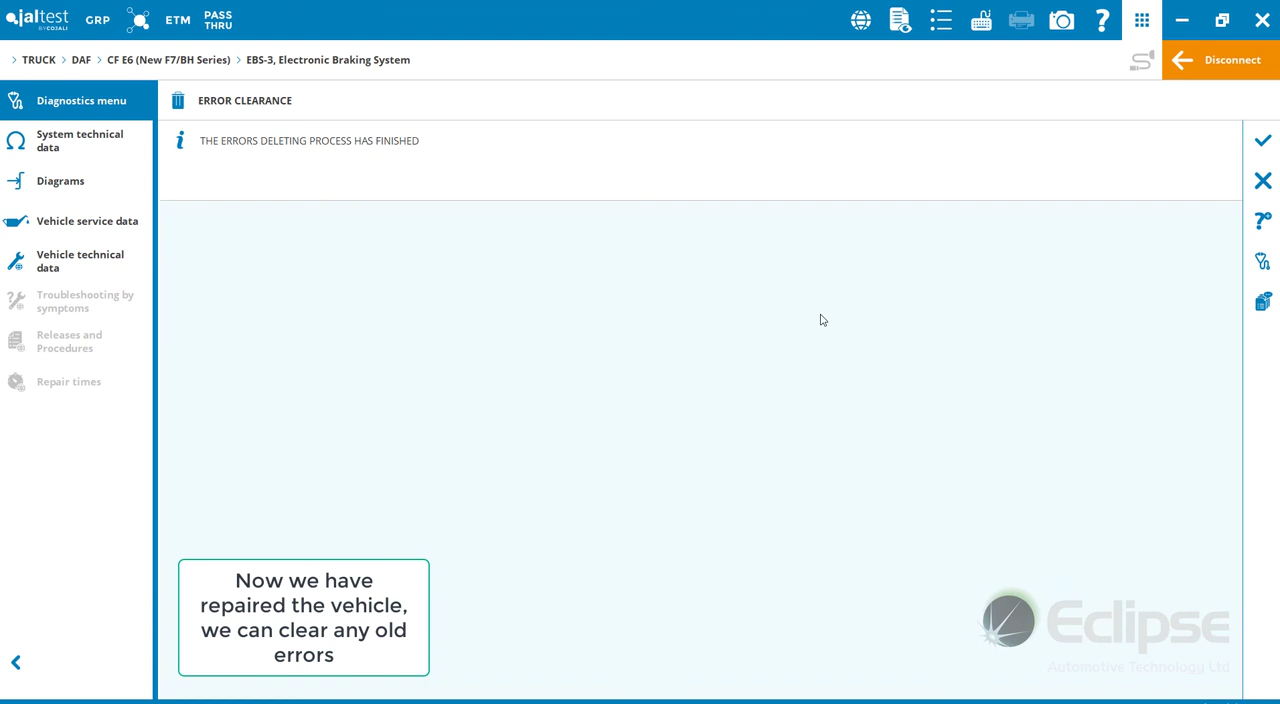 jaltest
BY COJALI
GRP
ETM
PASS
THRU
TRUCK
DAF
CF E6 (New F7/BH Series)
EBS-3, Electronic Braking System
Disconnect
Diagnostics menu
ERROR CLEARANCE
System technical
data
THE ERRORS DELETING PROCESS HAS FINISHED
Diagrams
Vehicle service data
Vehicle technical
data
Troubleshooting by
symptoms
Releases and
Procedures
Repair times
Now we have
repaired the vehicle,
we can clear any old
errors
Eclipse
Automotive Technology Ltd